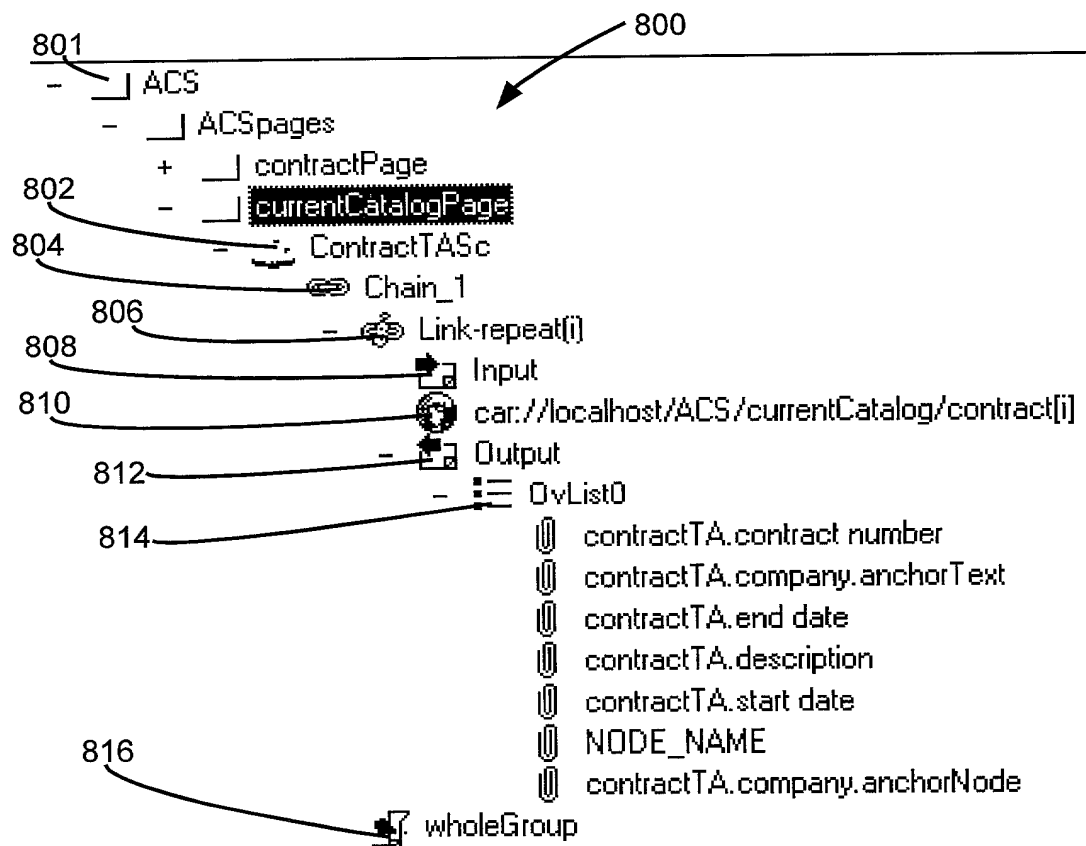 800
801
- ACS
- ACSpages
+ contractPage
802
- currentCatalogPage
804
- ContractTASc
Chain_1
806
- Link-repeat[i]
808
Input
810
car://localhost/ACS/currentCatalog/contract[i]
812
- Output
814
- OvList0
contractTA.contract number
contractTA.company.anchorText
contractTA.end date
contractTA.description
contractTA.start date
NODE_NAME
816
contractTA.company.anchorNode
wholeGroup